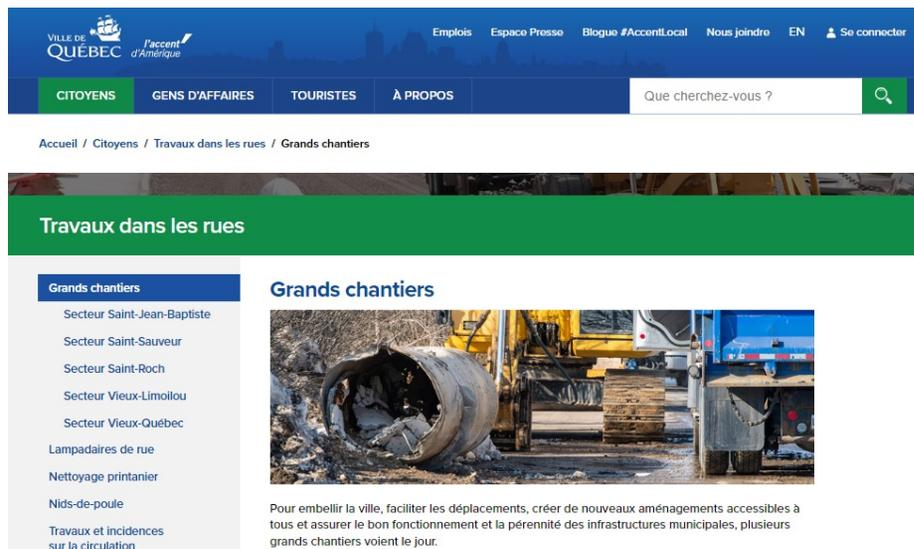 VILLE DE
QUÉBEC
l'accent
d'Amérique
Emplois Espace Presse Blogue #AccentLocal Nous joindre EN Se connecter
CITOYENS GENS D'AFFAIRES TOURISTES À PROPOS Que cherchez-vous ?
Accueil / Citoyens / Travaux dans les rues / Grands chantiers
Travaux dans les rues
Grands chantiers
Secteur Saint-Jean-Baptiste
Secteur Saint-Sauveur
Secteur Saint-Roch
Secteur Vieux-Limoilou
Secteur Vieux-Québec
Lampadaires de rue
Nettoyage printanier
Nids-de-poule
Travaux et incidences
sur la circulation
Grands chantiers
Pour embellir la ville, faciliter les déplacements, créer de nouveaux aménagements accessibles à
tous et assurer le bon fonctionnement et la pérennité des infrastructures municipales, plusieurs
grands chantiers voient le jour.